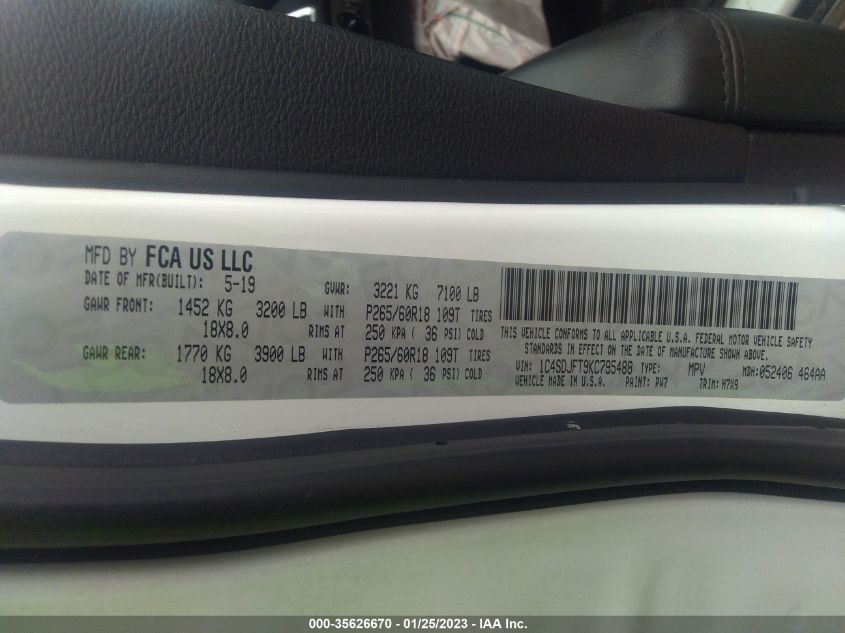 MFD BY FCA US LLC
DATE OF MFR(BUILT): 5-19 GVWR: 3221 KG 7100 LB
GAWR FRONT: 1452 KG 3200 LB WITH P265/60R18 109T TIRES
18X8.0 RIMS AT 250 KPA ( 36 PSI) COLD
GAWR REAR: 1770 KG 3900 LB WITH P265/60R18 109T TIRES
18X8.0 RIMS AT 250 KPA ( 36 PSI) COLD
THIS VEHICLE CONFORMS TO ALL APPLICABLE U.S.A. FEDERAL MOTOR VEHICLE SAFETY
STANDARDS IN EFFECT ON THE DATE OF MANUFACTURE SHOWN ABOVE.
VIN: 1C4SDJFT9KC795488 TYPE: MPV MDH:052406 464AA
VEHICLE MADE IN U.S.A. PAINT: PW7 TRIM: H7X9
000-35626670 - 01/25/2023 - IAA Inc.